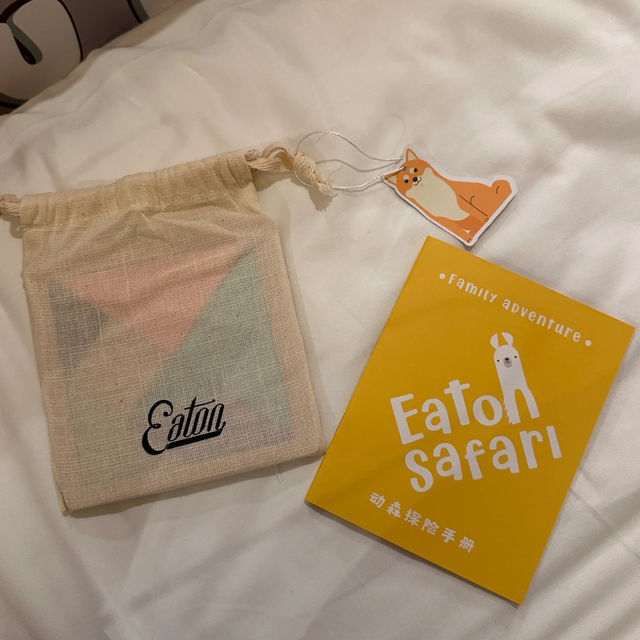 Eaton
•Family adventure•
Eaton
Safari
动森探险手册